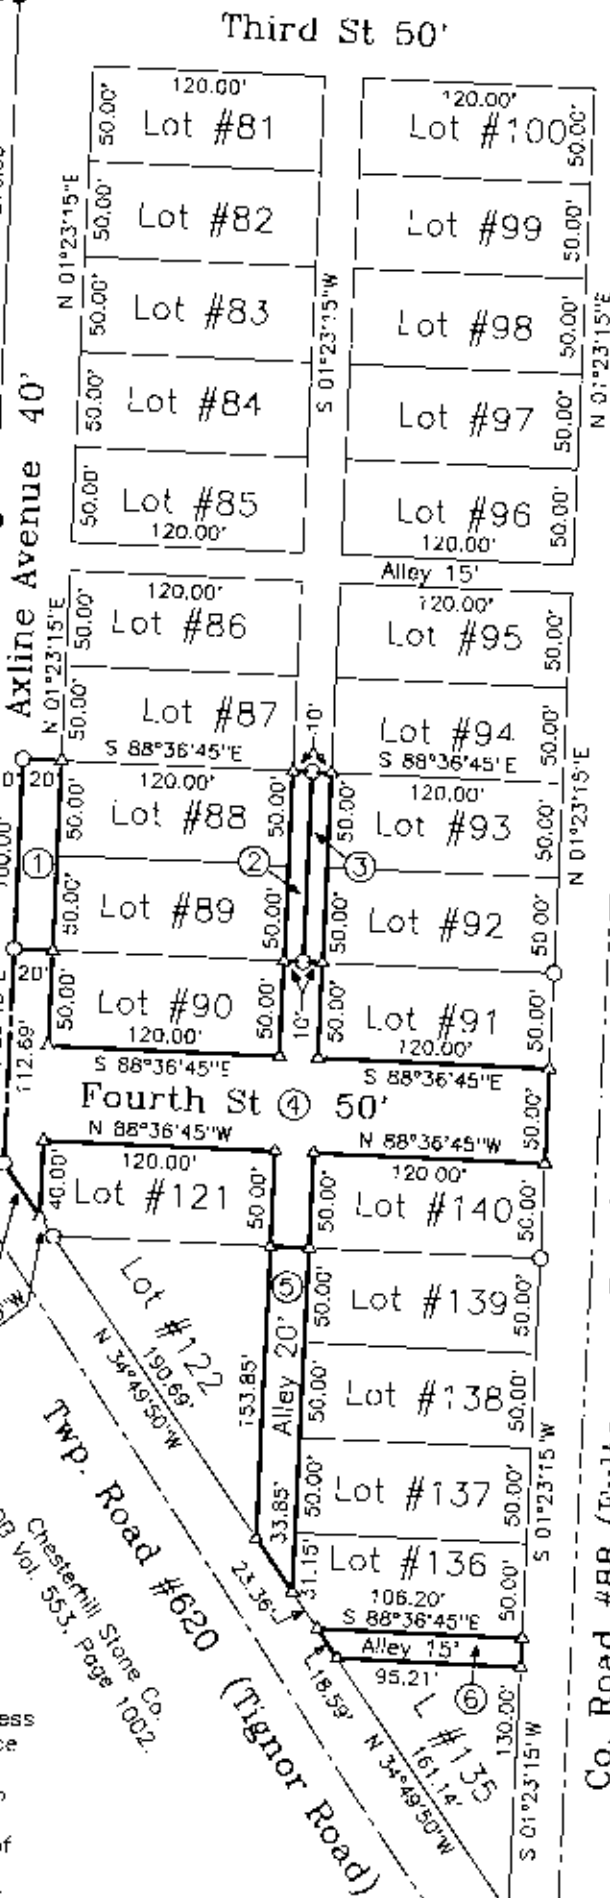 Third St 50'
120.00'
50.00'
Lot #81
120.00'
Lot #100
50.00'
N 01°23'15"E
50.00'
Lot #82
Lot #99
50.00'
50.00'
Lot #83
S 01°23'15"W
Lot #98
50.00'
N 01°23'15"E
50.00'
Lot #84
Lot #97
50.00'
Axline Avenue 40'
50.00'
Lot #85
120.00'
Lot #96
120.00'
50.00'
Alley 15'
120.00'
50.00'
Lot #86
120.00'
Lot #95
50.00'
N 01°23'15"E
50.00'
Lot #87
S 88°36'45"E
10'
Lot #94
S 88°36'45"E
50.00'
20'
120.00'
50.00'
Lot #88
50.00'
50.00'
120.00'
Lot #93
50.00'
N 01°23'15"E
①
②
③
50.00'
Lot #89
50.00'
50.00'
Lot #92
50.00'
20'
112.69'
50.00'
Lot #90
120.00'
50.00'
10'
50.00'
Lot #91
120.00'
50.00'
S 88°36'45"E
S 88°36'45"E
Fourth St ④ 50'
50.00'
N 88°36'45"W
N 88°36'45"W
120.00'
40.00'
Lot #121
50.00'
120.00'
50.00'
Lot #140
50.00'
⑤
Lot #122
190.69'
N 34°49'50"W
50.00'
Lot #139
50.00'
153.85'
Alley 20'
50.00'
Lot #138
50.00'
33.85'
50.00'
Lot #137
50.00'
S 01°23'15"W
Twp. Road #620 (Tignor Road)
Chesterhill Stone Co.
Vol. 553, Page 1002.
23.36'
31.15'
Lot #136
106.20'
50.00'
S 88°36'45"E
Alley 15'
L18.59'
95.21'
⑥
L #135
161.14'
N 34°49'50"W
130.00'
S 01°23'15"W
Co. Road #8B